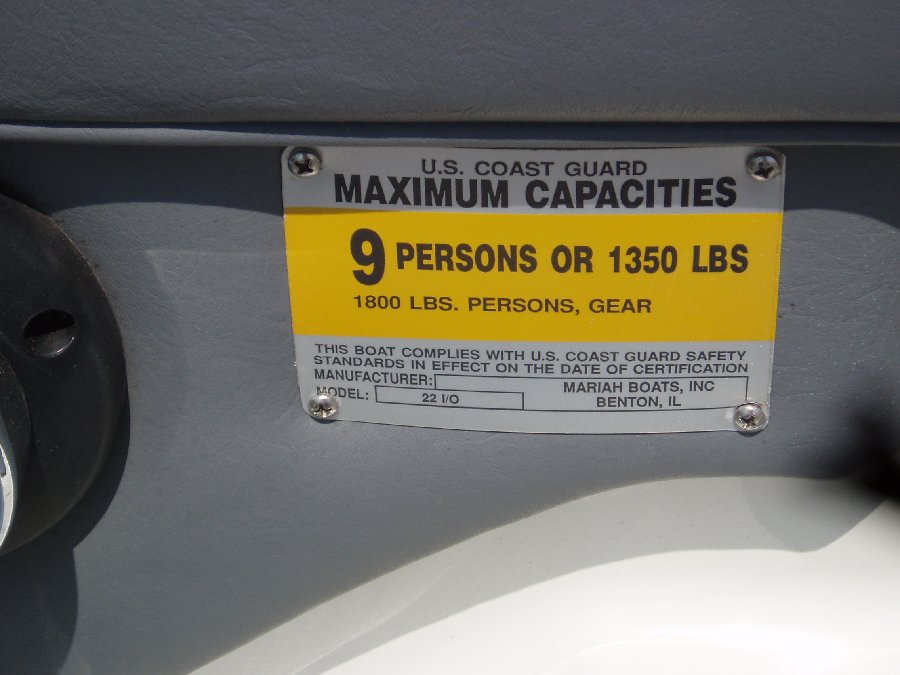 U.S. COAST GUARD
MAXIMUM CAPACITIES
9 PERSONS OR 1350 LBS
1800 LBS. PERSONS, GEAR
THIS BOAT COMPLIES WITH U.S. COAST GUARD SAFETY
STANDARDS IN EFFECT ON THE DATE OF CERTIFICATION
MANUFACTURER: MARIAH BOATS, INC
MODEL: 22 I/O BENTON, IL